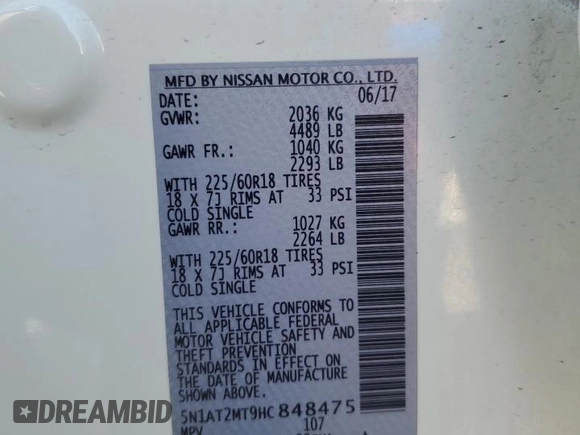 MFD BY NISSAN MOTOR CO., LTD.
DATE: 06/17
GVWR: 2036 KG
4489 LB
GAWR FR.: 1040 KG
2293 LB
WITH 225/60R18 TIRES
18 X 7J RIMS AT 33 PSI
COLD SINGLE
GAWR RR.: 1027 KG
2264 LB
WITH 225/60R18 TIRES
18 X 7J RIMS AT 33 PSI
COLD SINGLE
THIS VEHICLE CONFORMS TO
ALL APPLICABLE FEDERAL
MOTOR VEHICLE SAFETY AND
THEFT PREVENTION
STANDARDS IN EFFECT ON
THE DATE OF MANUFACTURE
SHOWN ABOVE.
5N1AT2MT9HC848475
MPV 107
EPICBIDS
AUTO AUCTION